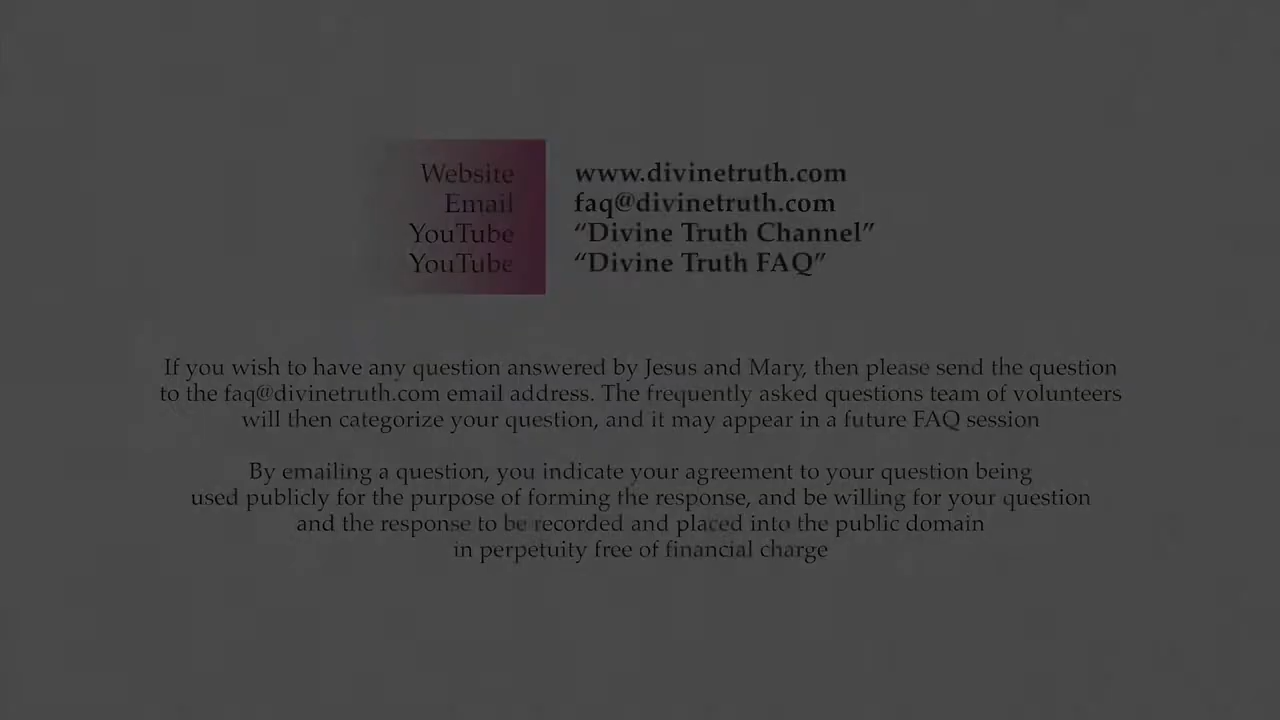 Website www.divinetruth.com
Email faq@divinetruth.com
YouTube “Divine Truth Channel”
YouTube “Divine Truth FAQ”
If you wish to have any question answered by Jesus and Mary, then please send the question
to the faq@divinetruth.com email address. The frequently asked questions team of volunteers
will then categorize your question, and it may appear in a future FAQ session
By emailing a question, you indicate your agreement to your question being
used publicly for the purpose of forming the response, and be willing for your question
and the response to be recorded and placed into the public domain
in perpetuity free of financial charge